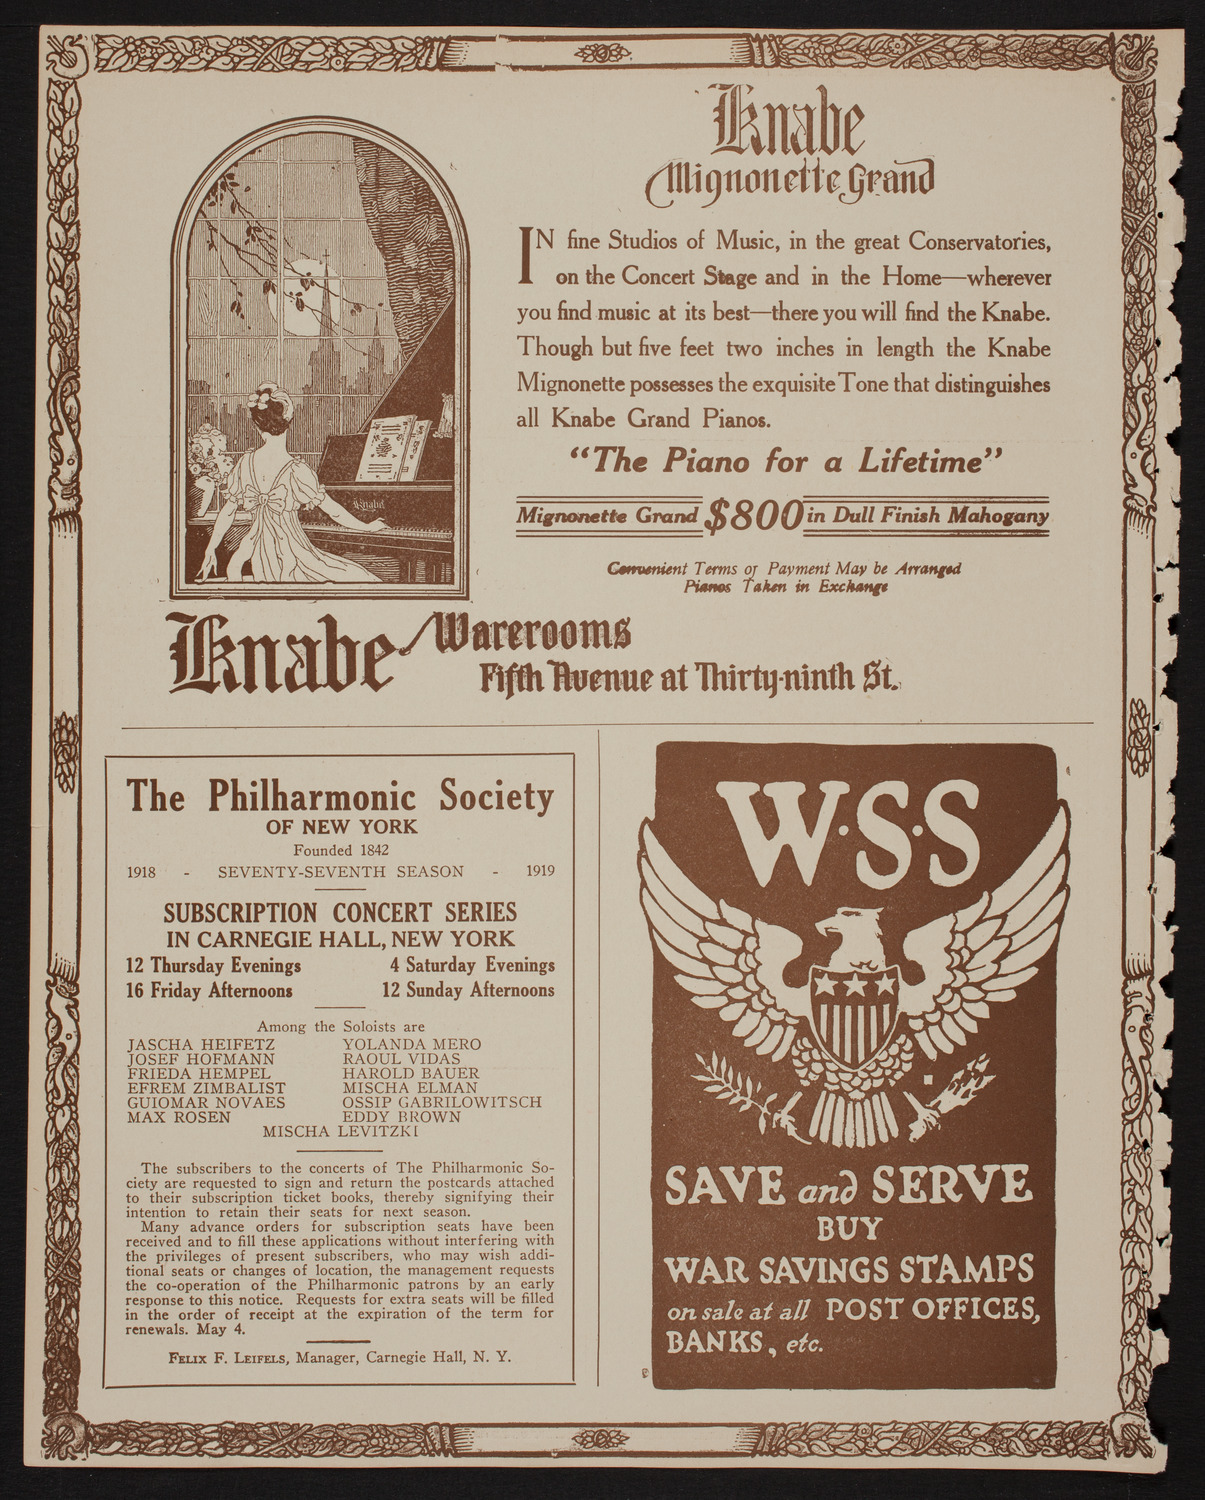 Knabe
Mignonette Grand
IN fine Studios of Music, in the great Conservatories,
on the Concert Stage and in the Home—wherever
you find music at its best—there you will find the Knabe.
Though but five feet two inches in length the Knabe
Mignonette possesses the exquisite Tone that distinguishes
all Knabe Grand Pianos.
"The Piano for a Lifetime"
Mignonette Grand $800 in Dull Finish Mahogany
Convenient Terms of Payment May be Arranged
Pianos Taken in Exchange
Knabe
Knabe Warerooms
Fifth Avenue at Thirty-ninth St.
The Philharmonic Society
OF NEW YORK
Founded 1842
1918 - SEVENTY-SEVENTH SEASON - 1919
SUBSCRIPTION CONCERT SERIES
IN CARNEGIE HALL, NEW YORK
12 Thursday Evenings 4 Saturday Evenings
16 Friday Afternoons 12 Sunday Afternoons
Among the Soloists are
JASCHA HEIFETZ YOLANDA MERO
JOSEF HOFMANN RAOUL VIDAS
FRIEDA HEMPEL HAROLD BAUER
EFREM ZIMBALIST MISCHA ELMAN
GUIOMAR NOVAES OSSIP GABRILOWITSCH
MAX ROSEN EDDY BROWN
MISCHA LEVITZKI
The subscribers to the concerts of The Philharmonic So-
ciety are requested to sign and return the postcards attached
to their subscription ticket books, thereby signifying their
intention to retain their seats for next season.
Many advance orders for subscription seats have been
received and to fill these applications without interfering with
the privileges of present subscribers, who may wish addi-
tional seats or changes of location, the management requests
the co-operation of the Philharmonic patrons by an early
response to this notice. Requests for extra seats will be filled
in the order of receipt at the expiration of the term for
renewals. May 4.
FELIX F. LEIFELS, Manager, Carnegie Hall, N. Y.
W·S·S
SAVE and SERVE
BUY
WAR SAVINGS STAMPS
on sale at all POST OFFICES,
BANKS, etc.